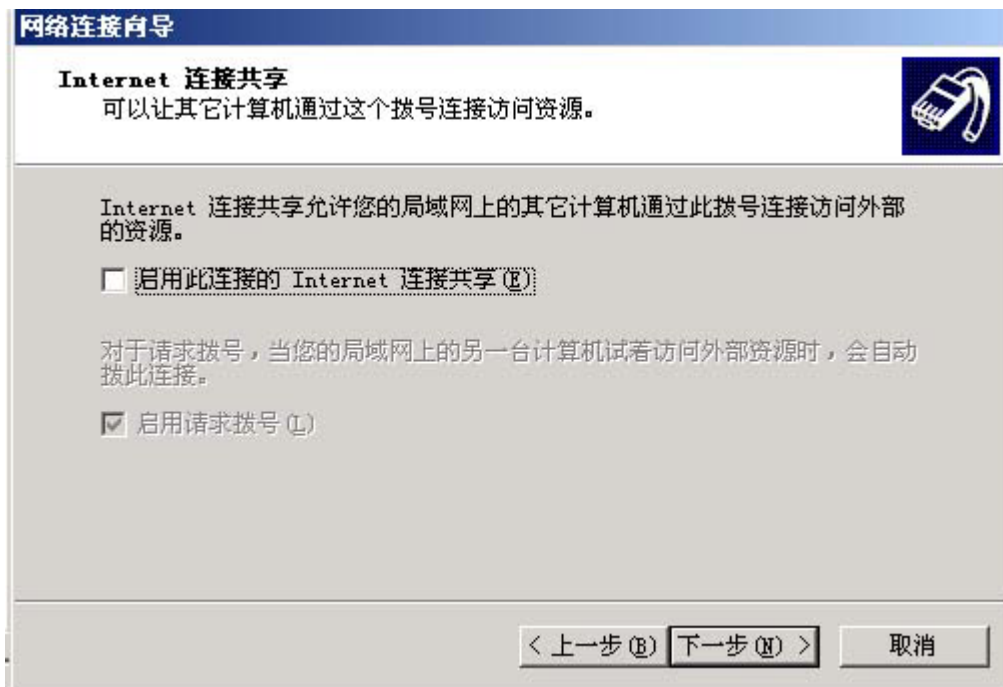 网络连接向导
Internet 连接共享
可以让其它计算机通过这个拨号连接访问资源。
Internet 连接共享允许您的局域网上的其它计算机通过此拨号连接访问外部
的资源。
启用此连接的 Internet 连接共享(E)
对于请求拨号，当您的局域网上的另一台计算机试着访问外部资源时，会自动
拨此连接。
启用请求拨号(L)
< 上一步(B) 下一步(N) > 取消